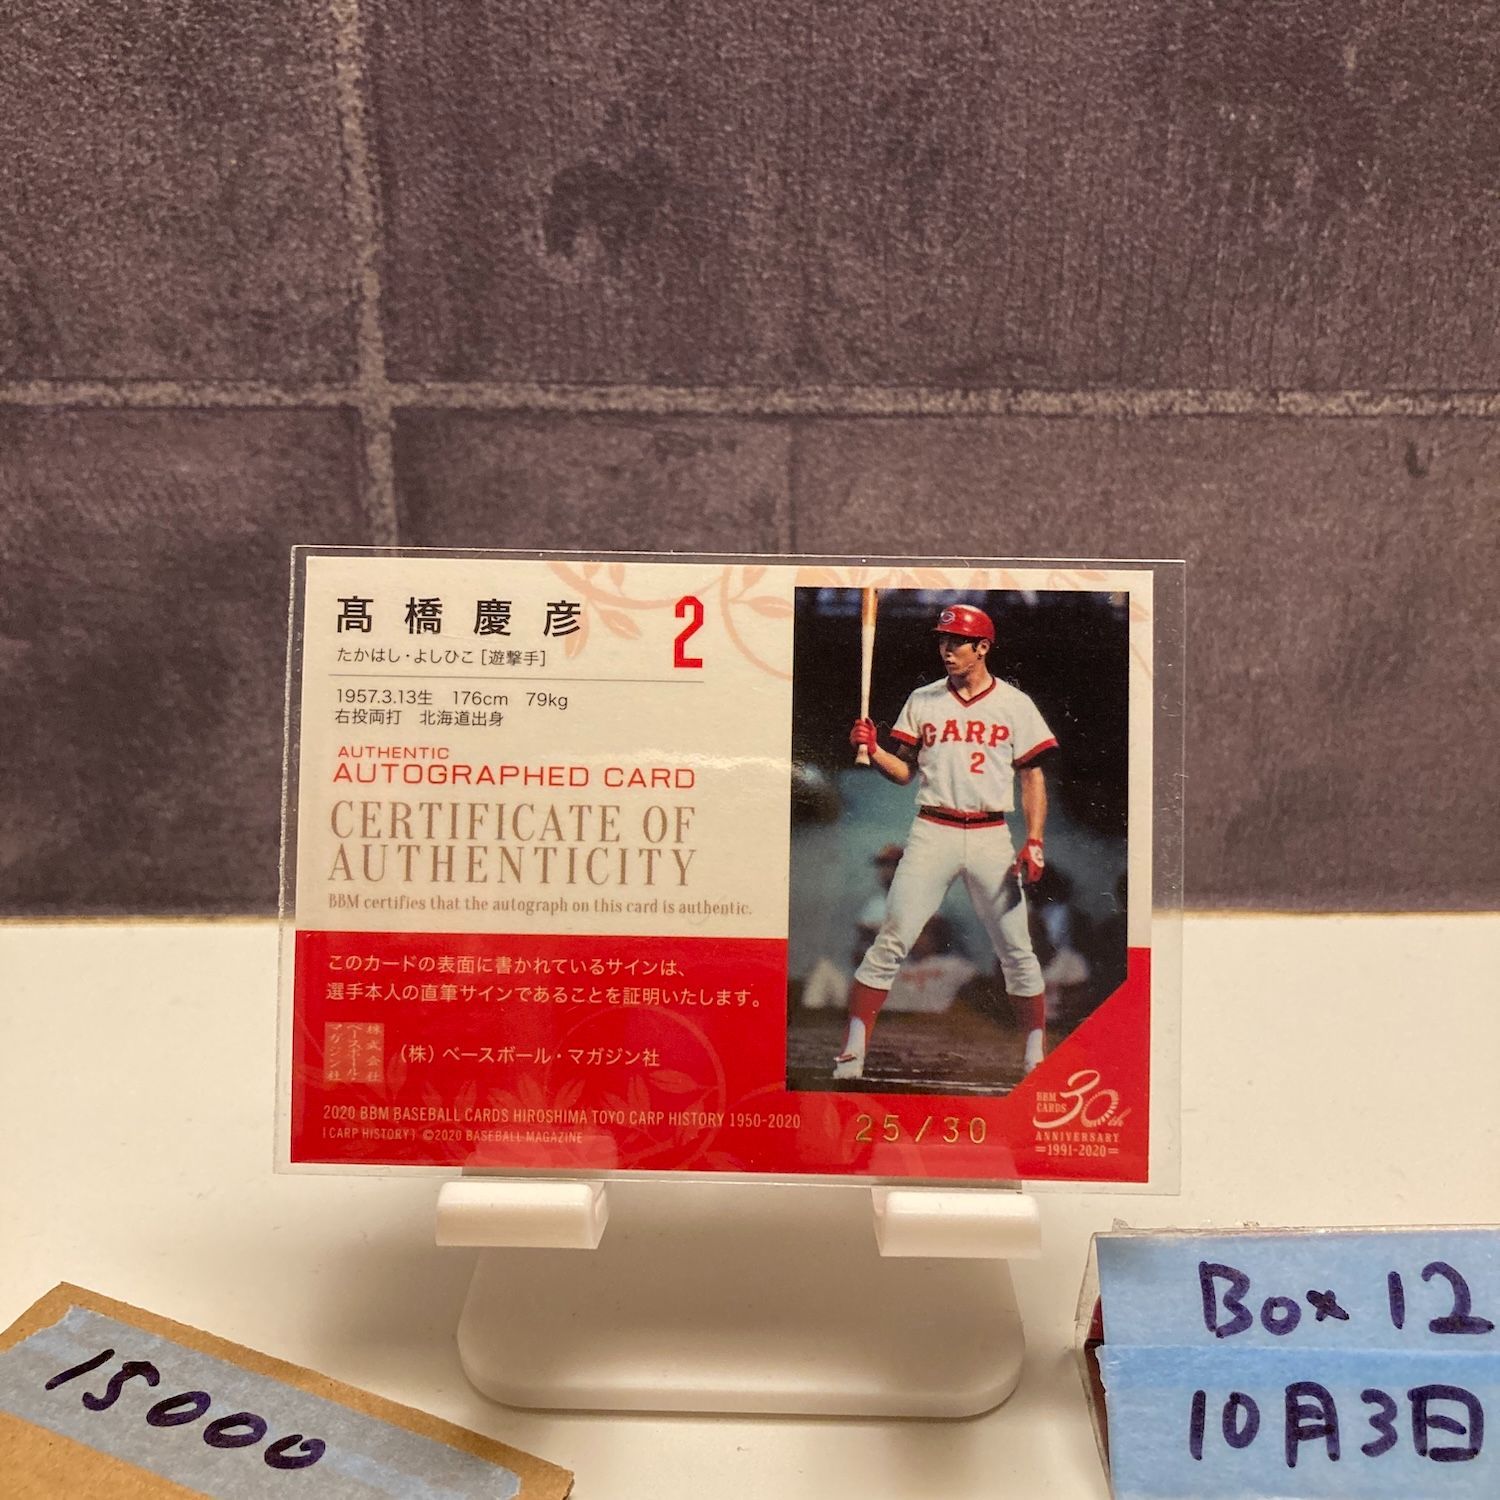 髙橋慶彦
2
たかはし・よしひこ [遊撃手]
1957.3.13生 176cm 79kg
右投両打 北海道出身
AUTHENTIC
AUTOGRAPHED CARD
CERTIFICATE OF
AUTHENTICITY
BBM certifies that the autograph on this card is authentic.
このカードの表面に書かれているサインは、
選手本人の直筆サインであることを証明いたします。
株式会社
ベースボール・
マガジン社
(株) ベースボール・マガジン社
2020 BBM BASEBALL CARDS HIROSHIMA TOYO CARP HISTORY 1950-2020
[CARP HISTORY] ©2020 BASEBALL MAGAZINE
25/30
CARP
2
BBM
CARDS
30th
ANNIVERSARY
=1991-2020=
15000
Box 12
10月3日